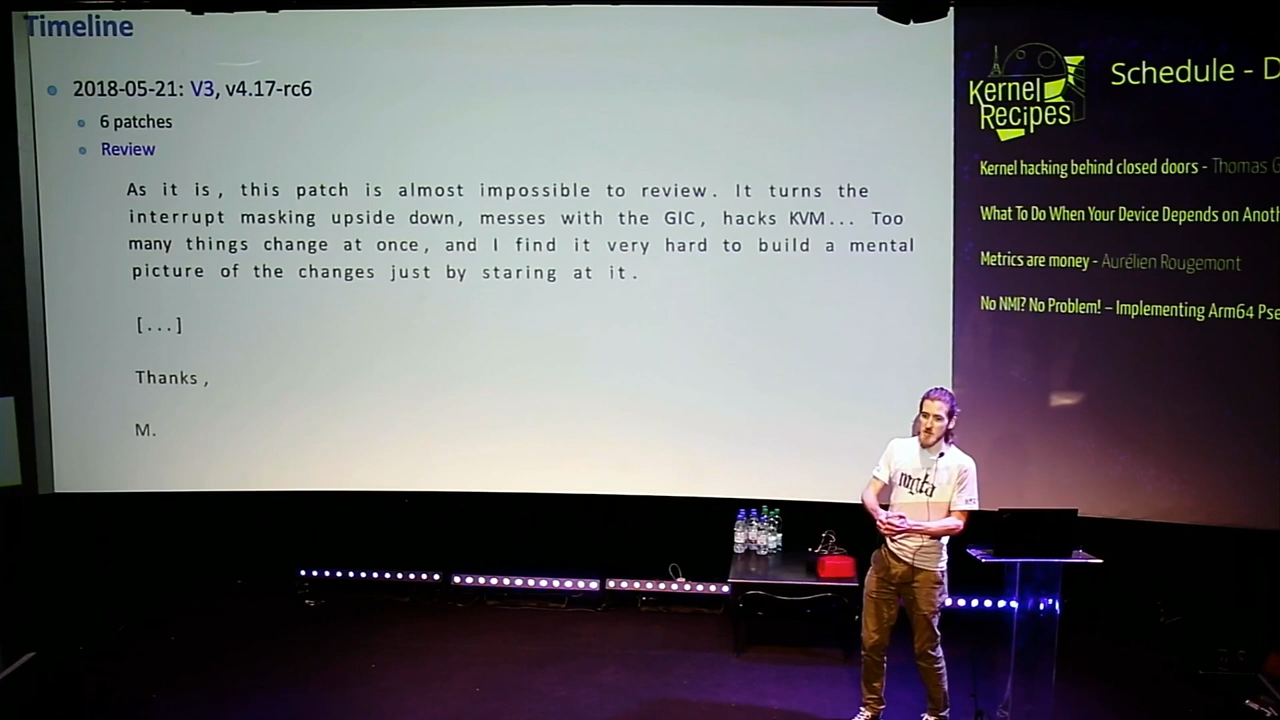 Timeline
2018-05-21: V3, v4.17-rc6
6 patches
Review
As it is, this patch is almost impossible to review. It turns the
interrupt masking upside down, messes with the GIC, hacks KVM... Too
many things change at once, and I find it very hard to build a mental
picture of the changes just by staring at it.
[...]
Thanks,
M.
Kernel
Recipes
Schedule - D
Kernel hacking behind closed doors - Thomas G
What To Do When Your Device Depends on Anoth
Metrics are money - Aurélien Rougemont
No NMI? No Problem! – Implementing Arm64 Pse